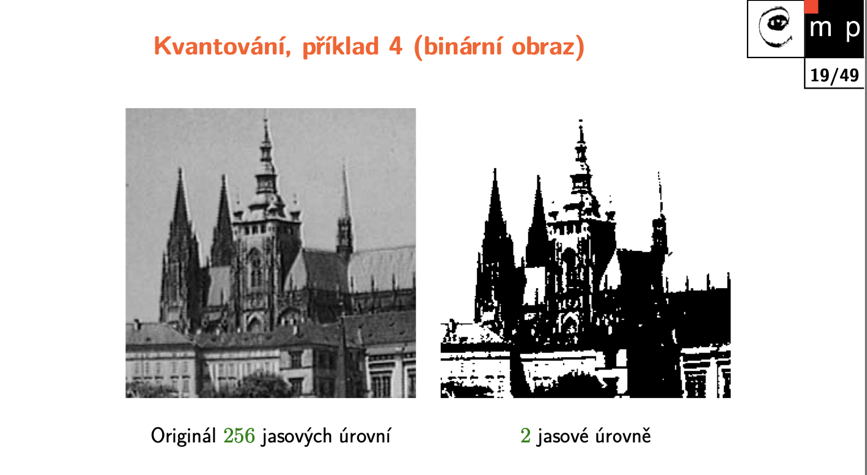 Kvantování, příklad 4 (binární obraz)
m p
19/49
Originál 256 jasových úrovní
2 jasové úrovně